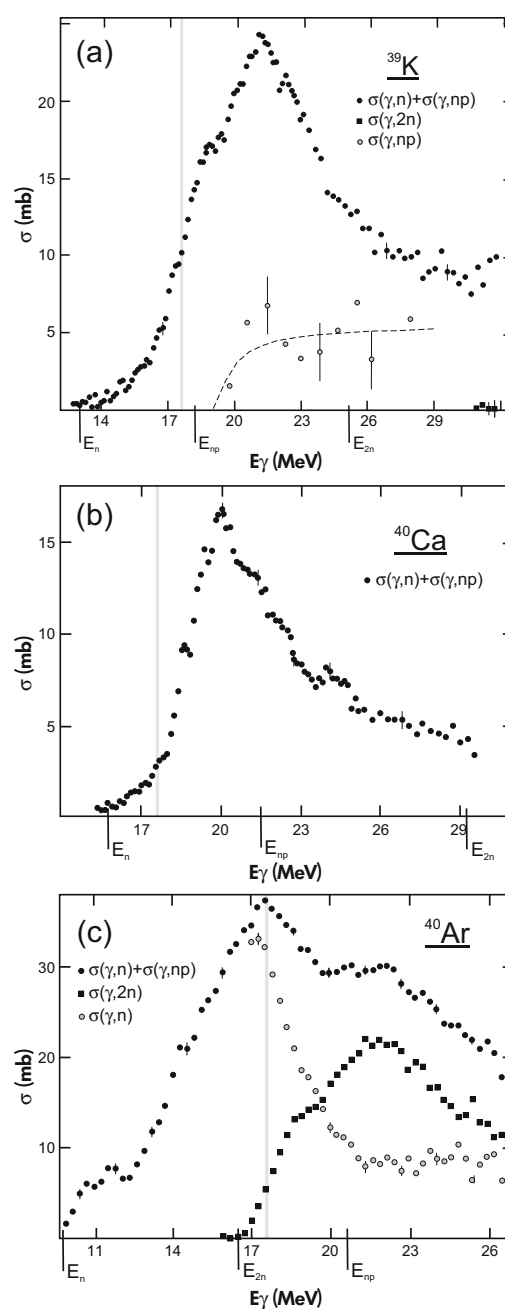 (a)
³⁹K
σ(γ,n)+σ(γ,np)
σ(γ,2n)
σ(γ,np)
20
15
10
5
σ (mb)
14 17 20 23 26 29
Eₙ Eₙₚ E₂ₙ
Eγ (MeV)
(b)
⁴⁰Ca
σ(γ,n)+σ(γ,np)
15
10
5
σ (mb)
17 20 23 26 29
Eₙ Eₙₚ E₂ₙ
Eγ (MeV)
(c)
⁴⁰Ar
σ(γ,n)+σ(γ,np)
σ(γ,2n)
σ(γ,n)
30
20
10
σ (mb)
11 14 17 20 23 26
Eₙ E₂ₙ Eₙₚ
Eγ (MeV)